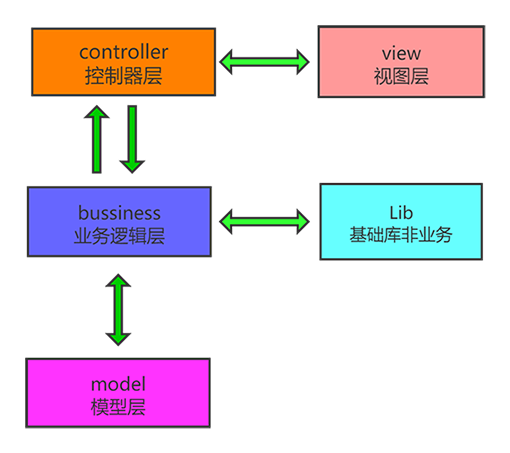 controller
控制器层
view
视图层
bussiness
业务逻辑层
Lib
基础库非业务
model
模型层